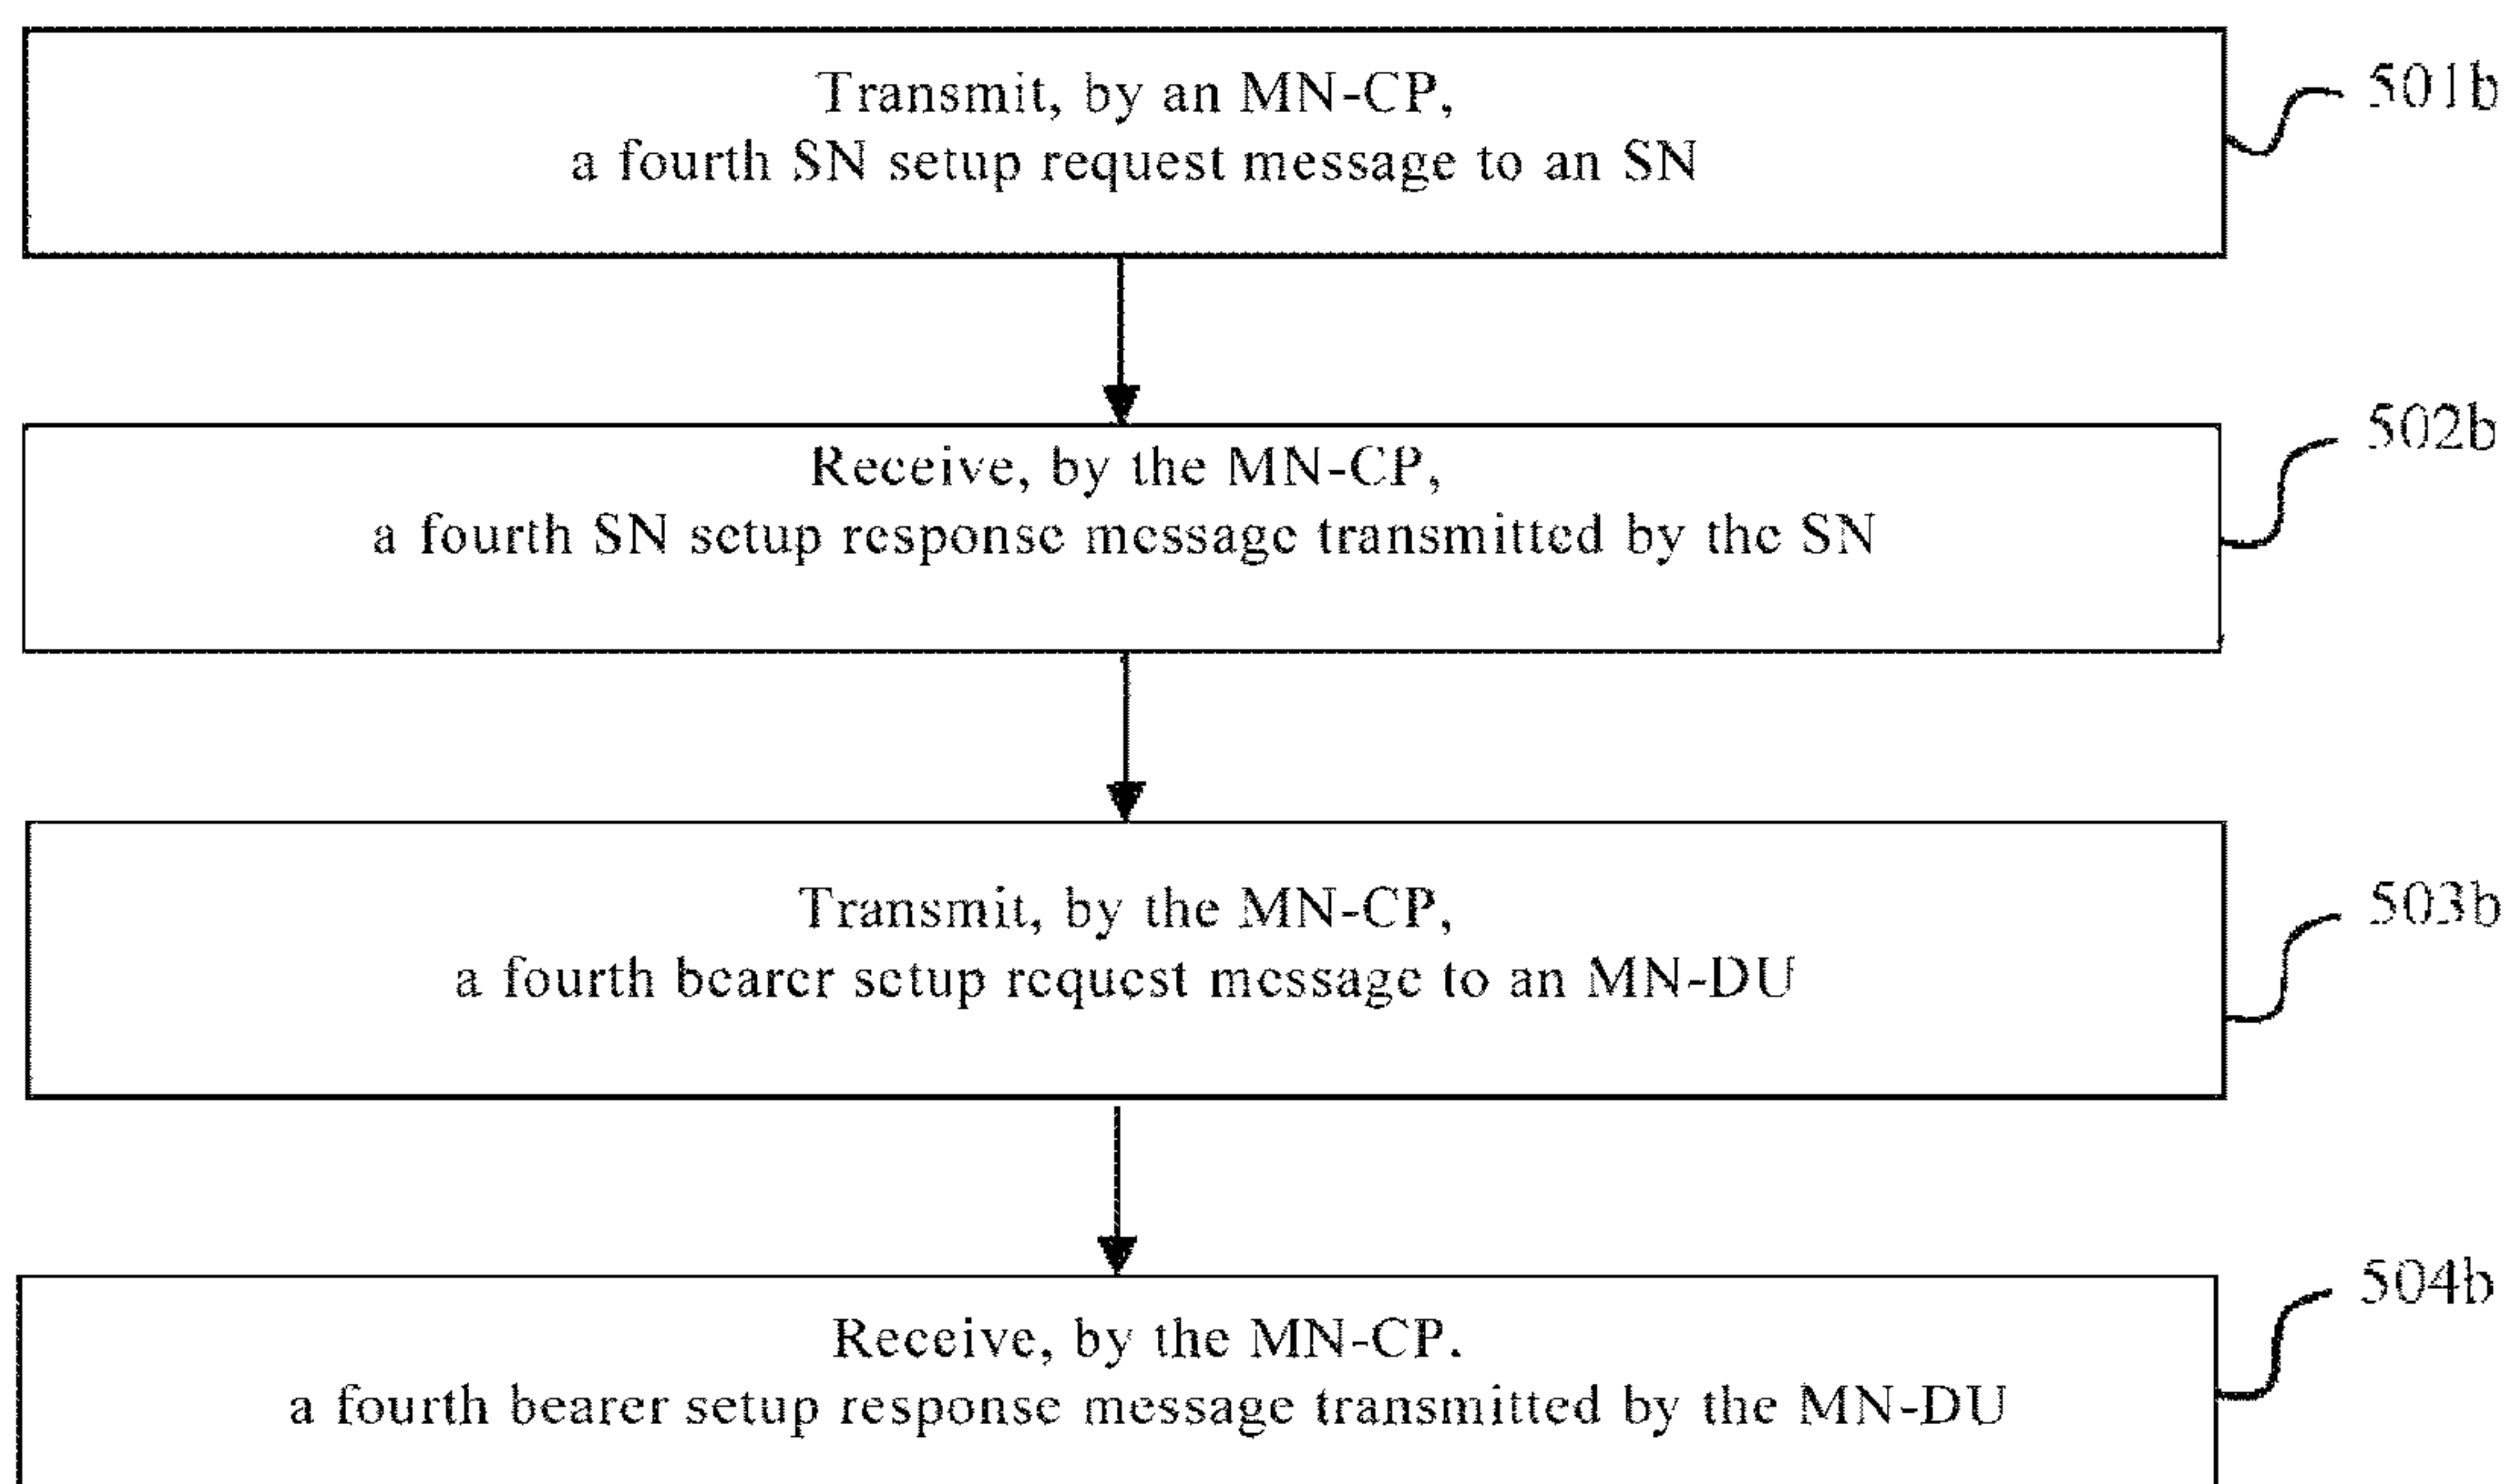 Transmit, by an MN-CP,
a fourth SN setup request message to an SN
501b
Receive, by the MN-CP,
a fourth SN setup response message transmitted by the SN
502b
Transmit, by the MN-CP,
a fourth bearer setup request message to an MN-DU
503b
Receive, by the MN-CP.
a fourth bearer setup response message transmitted by the MN-DU
504b